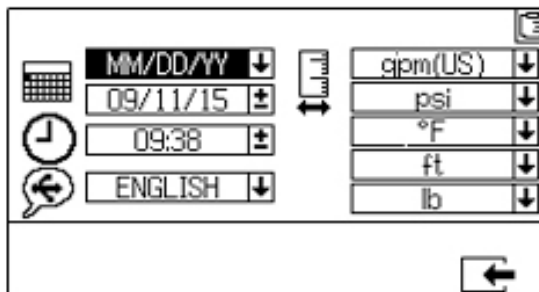 MM/DD/YY
09/11/15
09:38
ENGLISH
gpm(US)
psi
°F
ft
lb